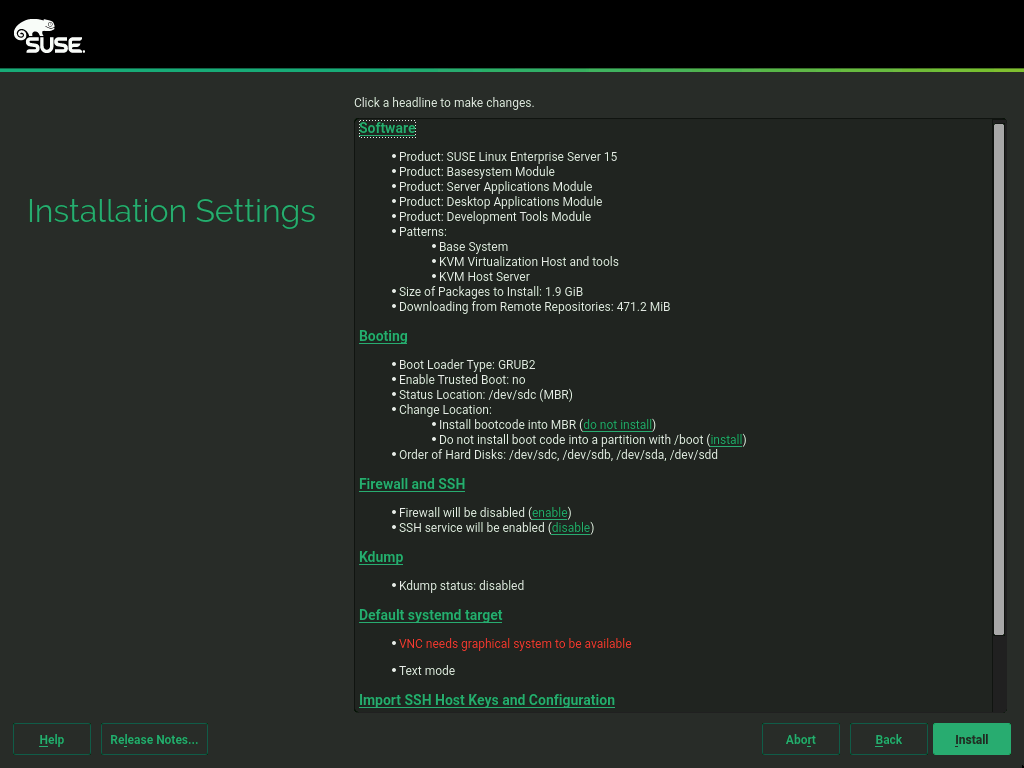 SUSE.
Click a headline to make changes.
Installation Settings
Software
• Product: SUSE Linux Enterprise Server 15
• Product: Basesystem Module
• Product: Server Applications Module
• Product: Desktop Applications Module
• Product: Development Tools Module
• Patterns:
• Base System
• KVM Virtualization Host and tools
• KVM Host Server
• Size of Packages to Install: 1.9 GiB
• Downloading from Remote Repositories: 471.2 MiB
Booting
• Boot Loader Type: GRUB2
• Enable Trusted Boot: no
• Status Location: /dev/sdc (MBR)
• Change Location:
• Install bootcode into MBR (do not install)
• Do not install boot code into a partition with /boot (install)
• Order of Hard Disks: /dev/sdc, /dev/sdb, /dev/sda, /dev/sdd
Firewall and SSH
• Firewall will be disabled (enable)
• SSH service will be enabled (disable)
Kdump
• Kdump status: disabled
Default systemd target
• VNC needs graphical system to be available
• Text mode
Import SSH Host Keys and Configuration
Help
Release Notes...
Abort
Back
Install